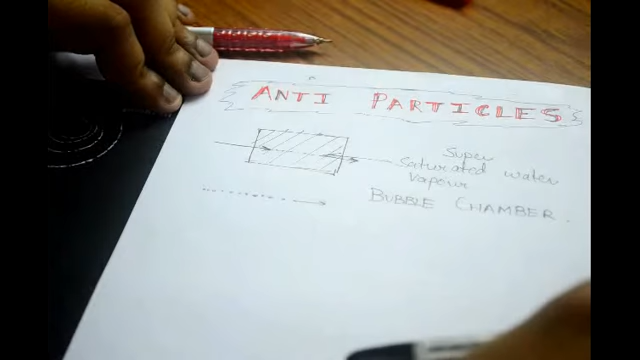 ANTI PARTICLES
Super
saturated water
Vapour
BUBBLE CHAMBER.